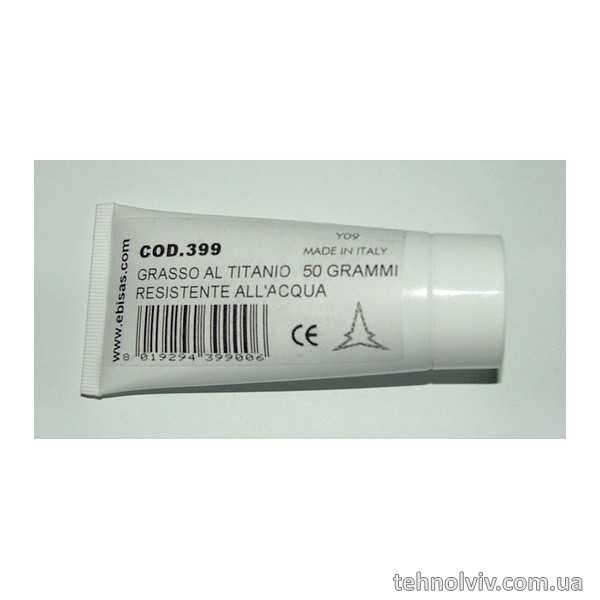 Y09
COD.399 MADE IN ITALY
GRASSO AL TITANIO 50 GRAMMI
RESISTENTE ALL'ACQUA
8 019294 399006
CE
www.ebisas.com
tehnolviv.com.ua